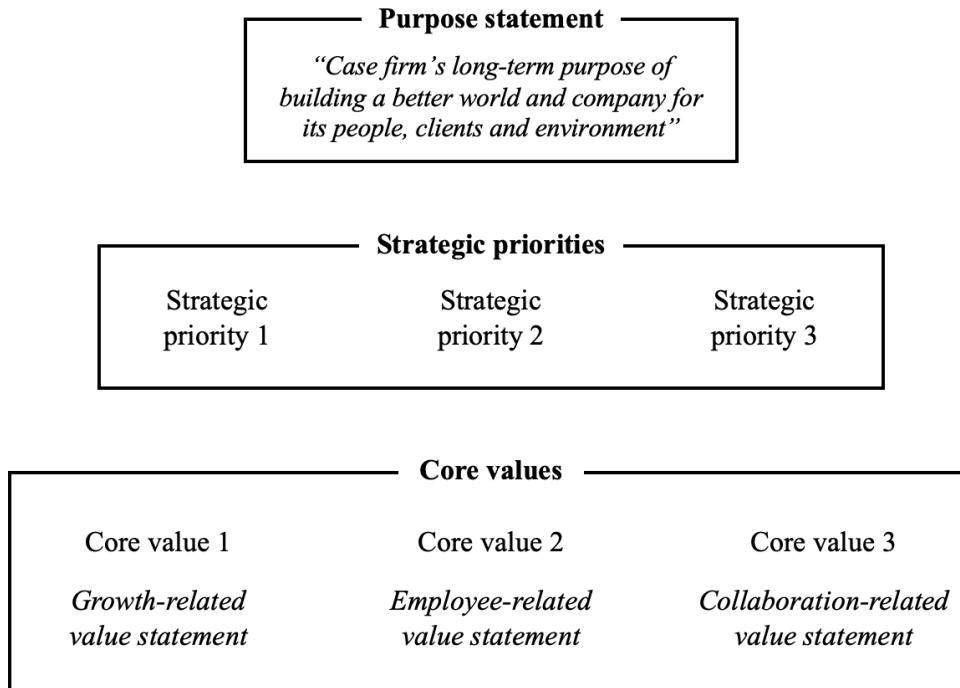 Purpose statement
“Case firm’s long-term purpose of
building a better world and company for
its people, clients and environment”
Strategic priorities
Strategic
priority 1
Strategic
priority 2
Strategic
priority 3
Core values
Core value 1
Growth-related
value statement
Core value 2
Employee-related
value statement
Core value 3
Collaboration-related
value statement